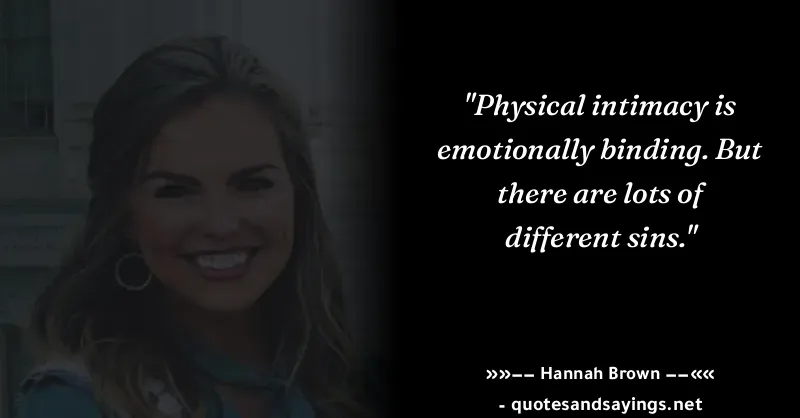 "Physical intimacy is
emotionally binding. But
there are lots of
different sins."
»»−− Hannah Brown −−««
- quotesandsayings.net